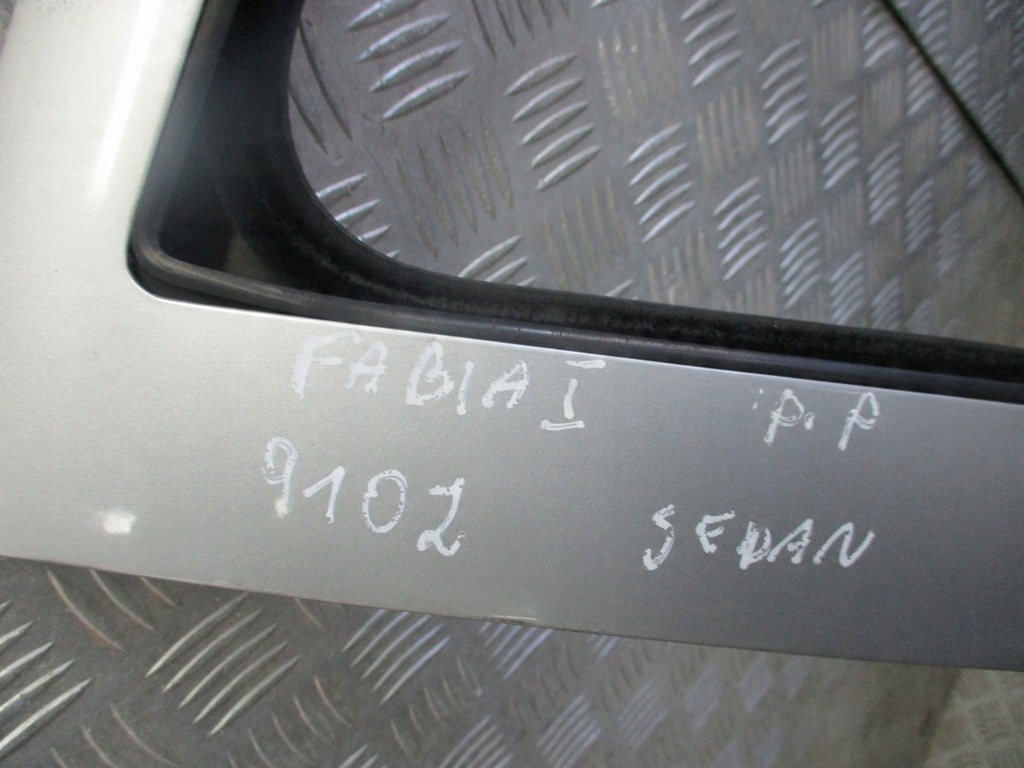 FABIA I P.P
9102 SEDAN